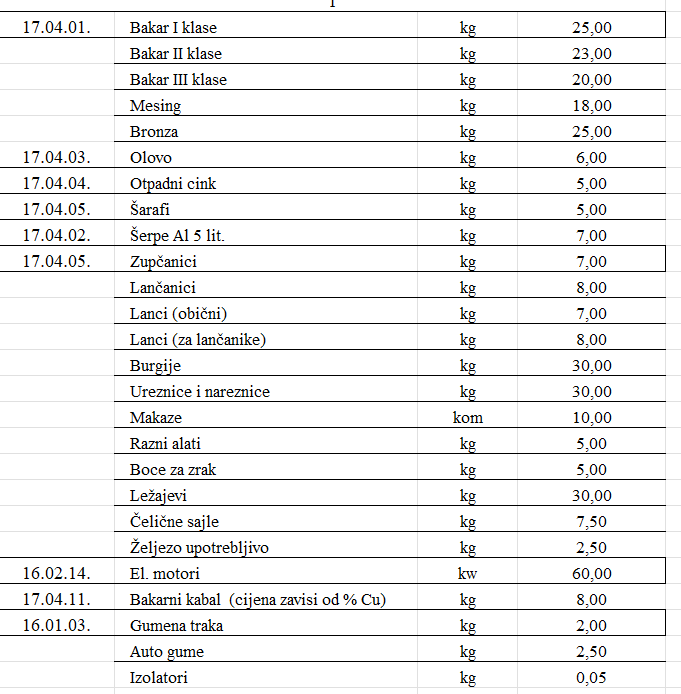 1
17.04.01. Bakar I klase kg 25,00
Bakar II klase kg 23,00
Bakar III klase kg 20,00
Mesing kg 18,00
Bronza kg 25,00
17.04.03. Olovo kg 6,00
17.04.04. Otpadni cink kg 5,00
17.04.05. Šarafi kg 5,00
17.04.02. Šerpe Al 5 lit. kg 7,00
17.04.05. Zupčanici kg 7,00
Lančanici kg 8,00
Lanci (obični) kg 7,00
Lanci (za lančanike) kg 8,00
Burgije kg 30,00
Ureznice i nareznice kg 30,00
Makaze kom 10,00
Razni alati kg 5,00
Boce za zrak kg 5,00
Ležajevi kg 30,00
Čelične sajle kg 7,50
Željezo upotrebljivo kg 2,50
16.02.14. El. motori kw 60,00
17.04.11. Bakarni kabal (cijena zavisi od % Cu) kg 8,00
16.01.03. Gumena traka kg 2,00
Auto gume kg 2,50
Izolatori kg 0,05